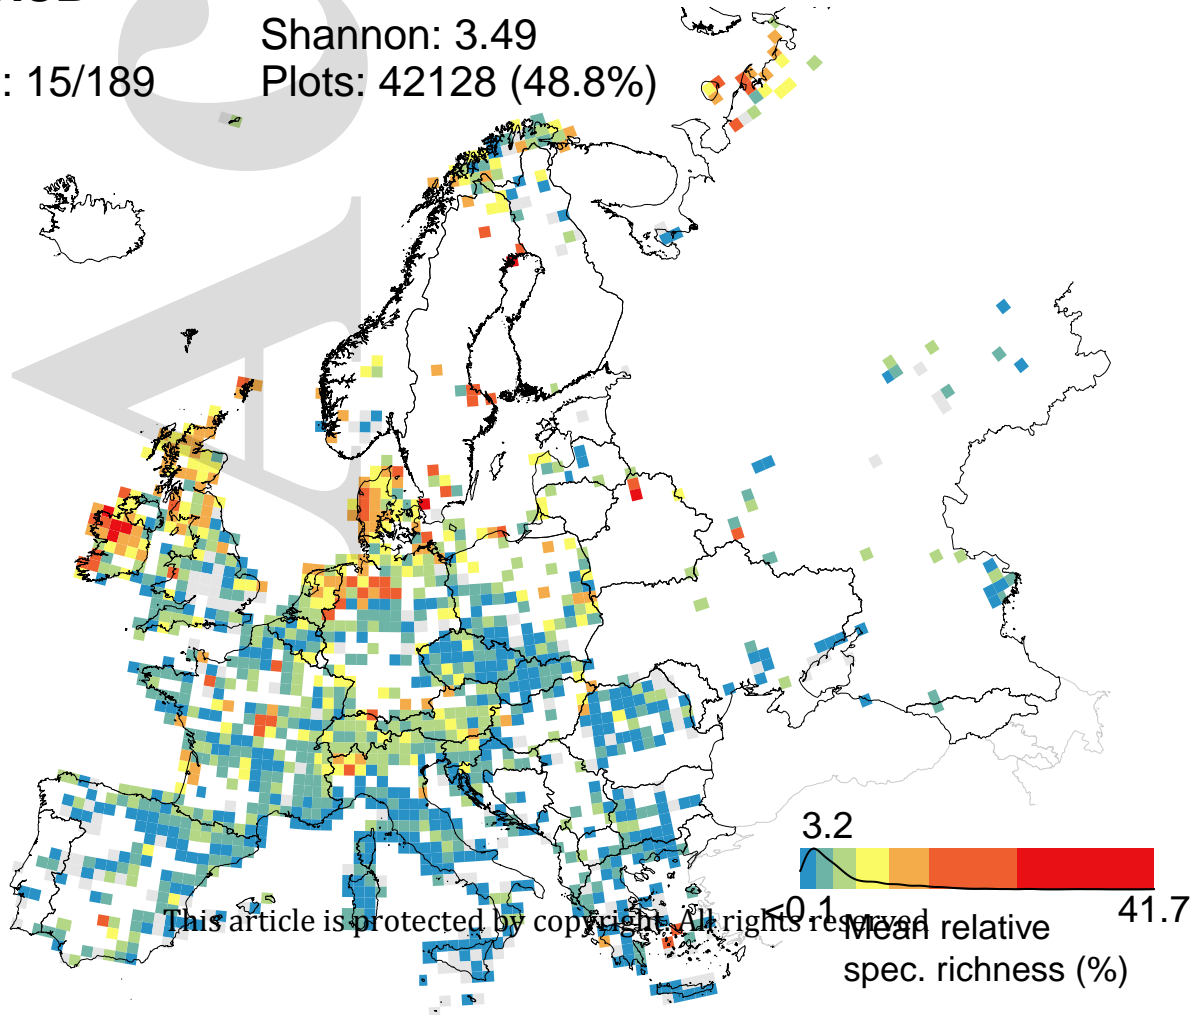 Shannon: 3.49
: 15/189
Plots: 42128 (48.8%)
3.2
<0.1
41.7
This article is protected by copyright. All rights reserved
Mean relative
spec. richness (%)